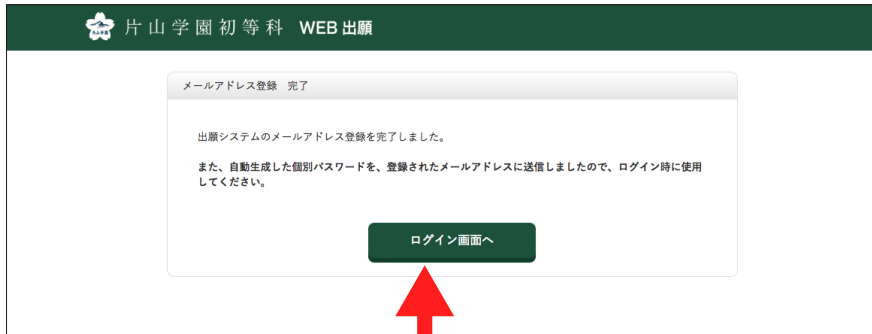 片山学園初等科 WEB 出願
メールアドレス登録 完了
出願システムのメールアドレス登録を完了しました。
また、自動生成した個別パスワードを、登録されたメールアドレスに送信しましたので、ログイン時に使用
してください。
ログイン画面へ